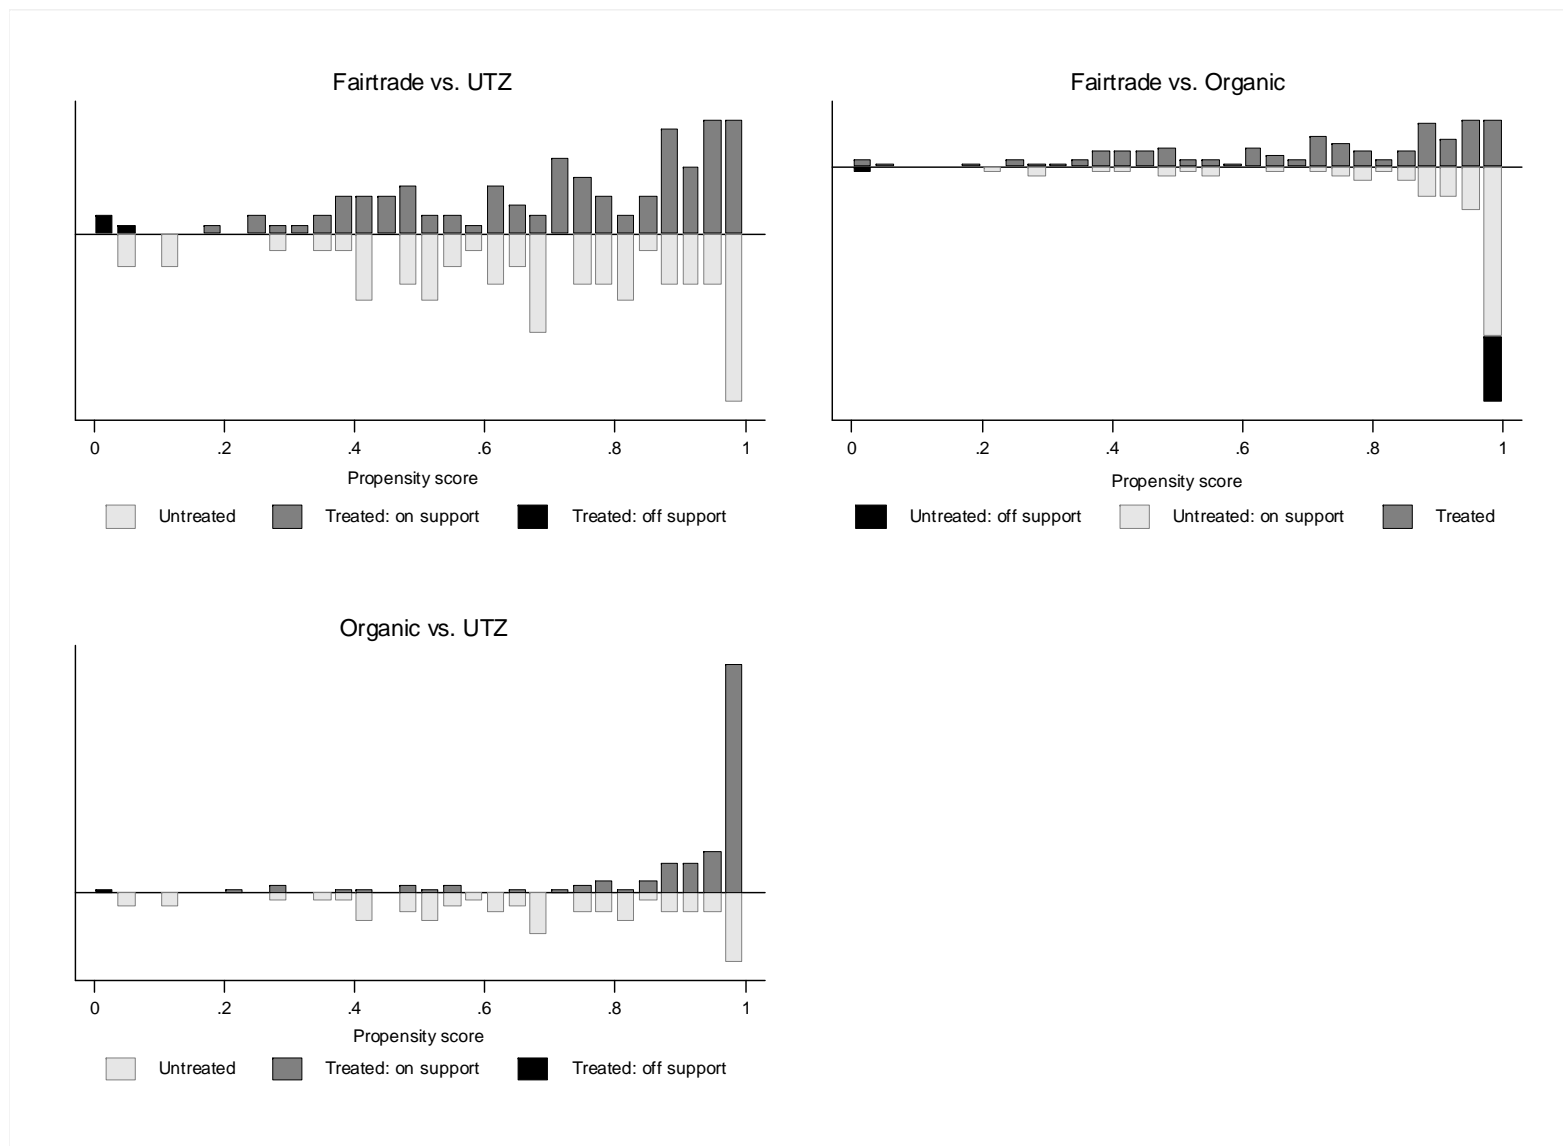 Fairtrade vs. UTZ
0 .2 .4 .6 .8 1
Propensity score
Untreated Treated: on support Treated: off support
Fairtrade vs. Organic
0 .2 .4 .6 .8 1
Propensity score
Untreated: off support Untreated: on support Treated
Organic vs. UTZ
0 .2 .4 .6 .8 1
Propensity score
Untreated Treated: on support Treated: off support